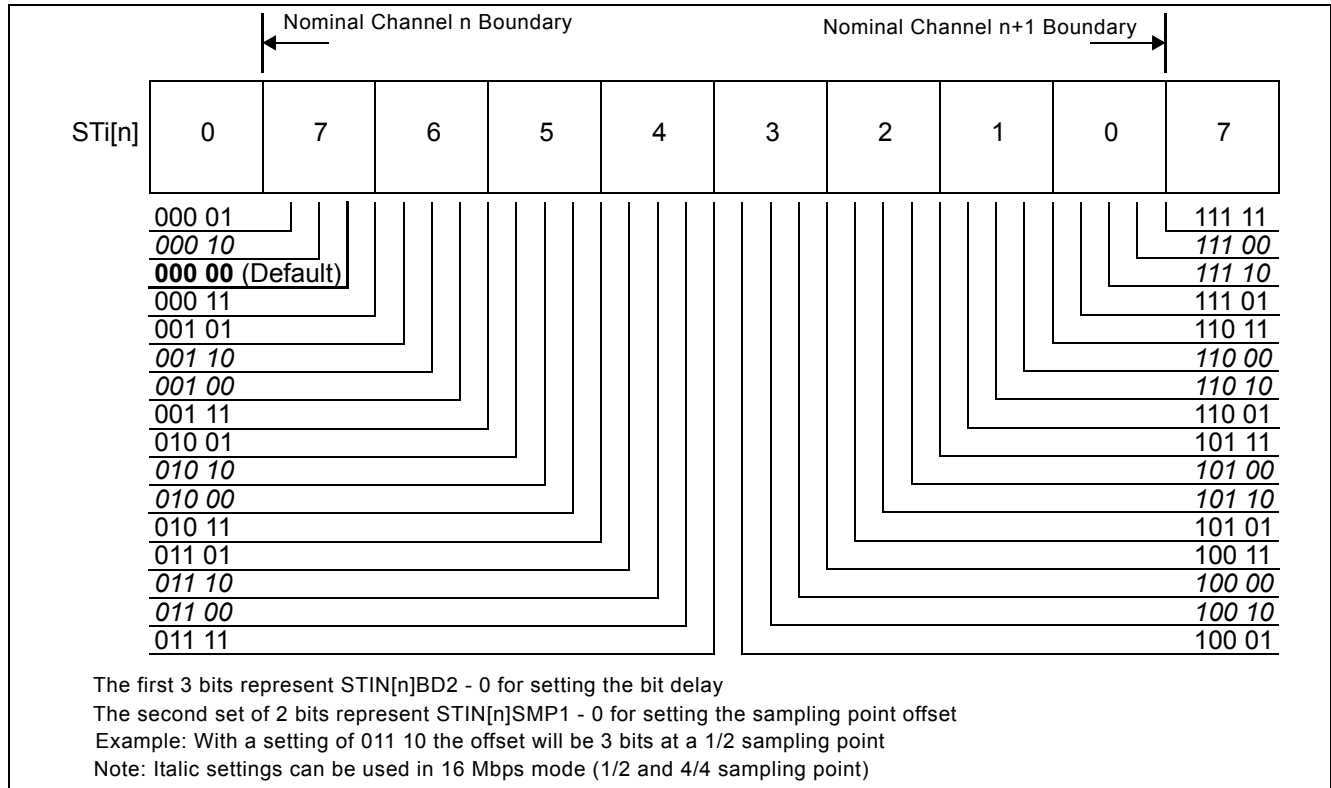 Nominal Channel n Boundary
Nominal Channel n+1 Boundary
STi[n] 0 7 6 5 4 3 2 1 0 7
000 01 111 11
000 10 111 00
000 00 (Default) 111 10
000 11 111 01
001 01 110 11
001 10 110 00
001 00 110 10
001 11 110 01
010 01 101 11
010 10 101 00
010 00 101 10
010 11 101 01
011 01 100 11
011 10 100 00
011 00 100 10
011 11 100 01
The first 3 bits represent STIN[n]BD2 - 0 for setting the bit delay
The second set of 2 bits represent STIN[n]SMP1 - 0 for setting the sampling point offset
Example: With a setting of 011 10 the offset will be 3 bits at a 1/2 sampling point
Note: Italic settings can be used in 16 Mbps mode (1/2 and 4/4 sampling point)